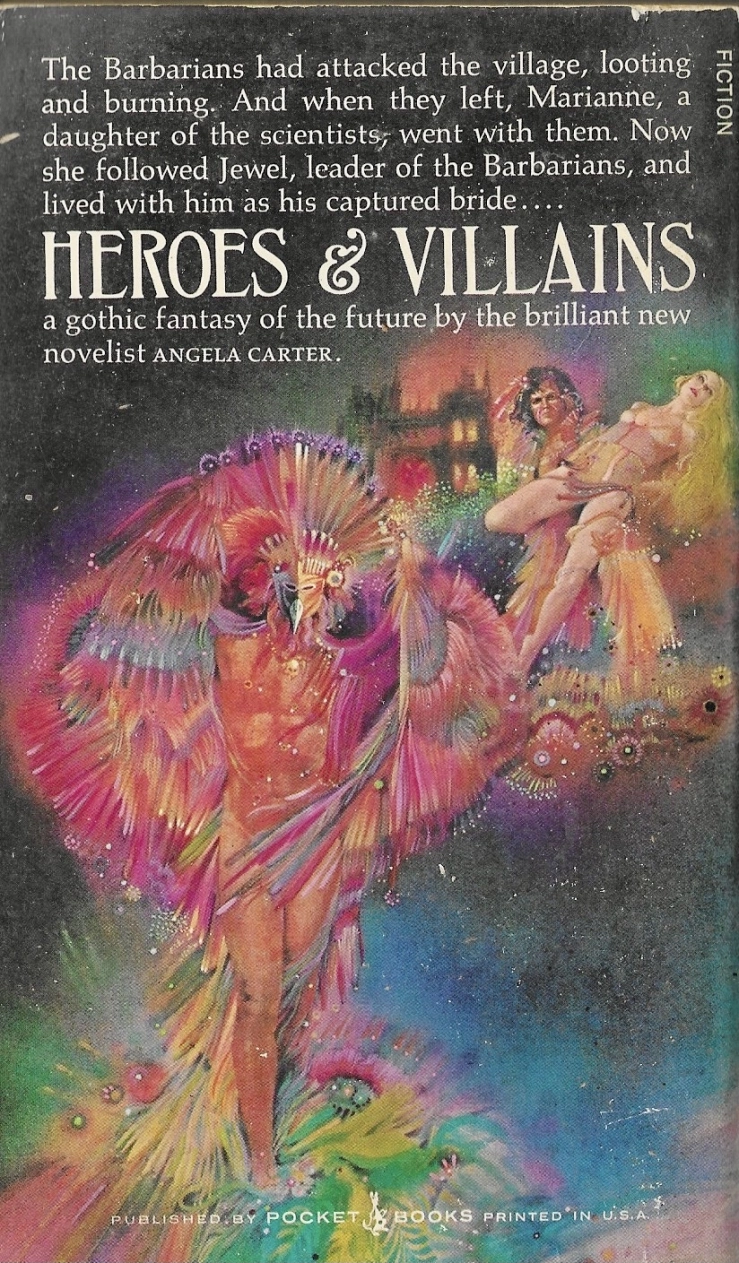 The Barbarians had attacked the village, looting
and burning. And when they left, Marianne, a
daughter of the scientists, went with them. Now
she followed Jewel, leader of the Barbarians, and
lived with him as his captured bride....
HEROES & VILLAINS
a gothic fantasy of the future by the brilliant new
novelist ANGELA CARTER.
FICTION
PUBLISHED BY POCKET BOOKS PRINTED IN U.S.A.